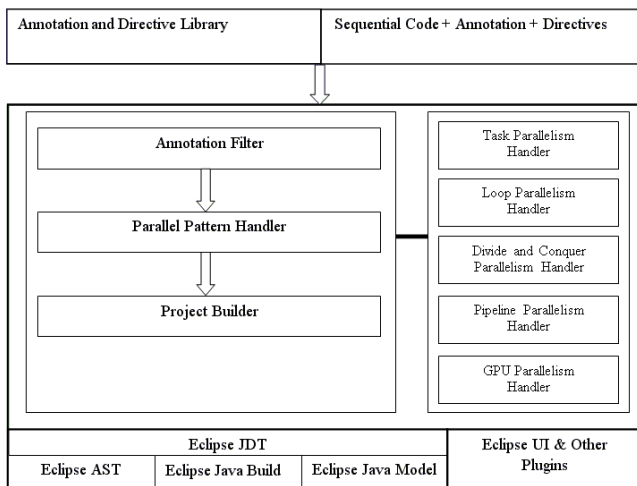 Annotation and Directive Library
Sequential Code + Annotation + Directives
Annotation Filter
Parallel Pattern Handler
Project Builder
Task Parallelism
Handler
Loop Parallelism
Handler
Divide and Conquer
Parallelism Handler
Pipeline Parallelism
Handler
GPU Parallelism
Handler
Eclipse JDT
Eclipse AST
Eclipse Java Build
Eclipse Java Model
Eclipse UI & Other
Plugins